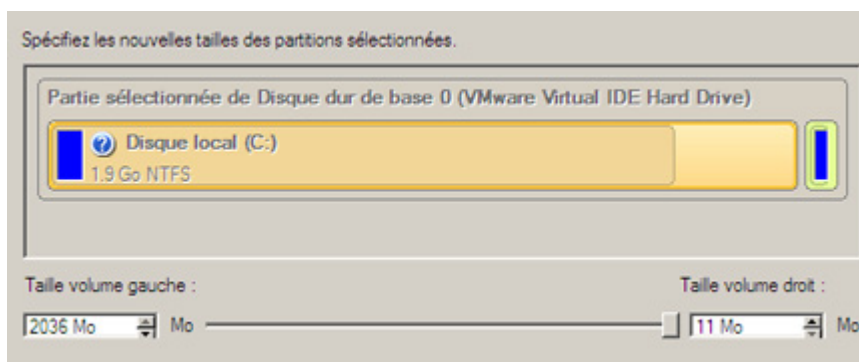 Spécifiez les nouvelles tailles des partitions sélectionnées.
Partie sélectionnée de Disque dur de base 0 (VMware Virtual IDE Hard Drive)
Disque local (C:)
1.9 Go NTFS
Taille volume gauche : Taille volume droit :
2036 Mo Mo 11 Mo Mo